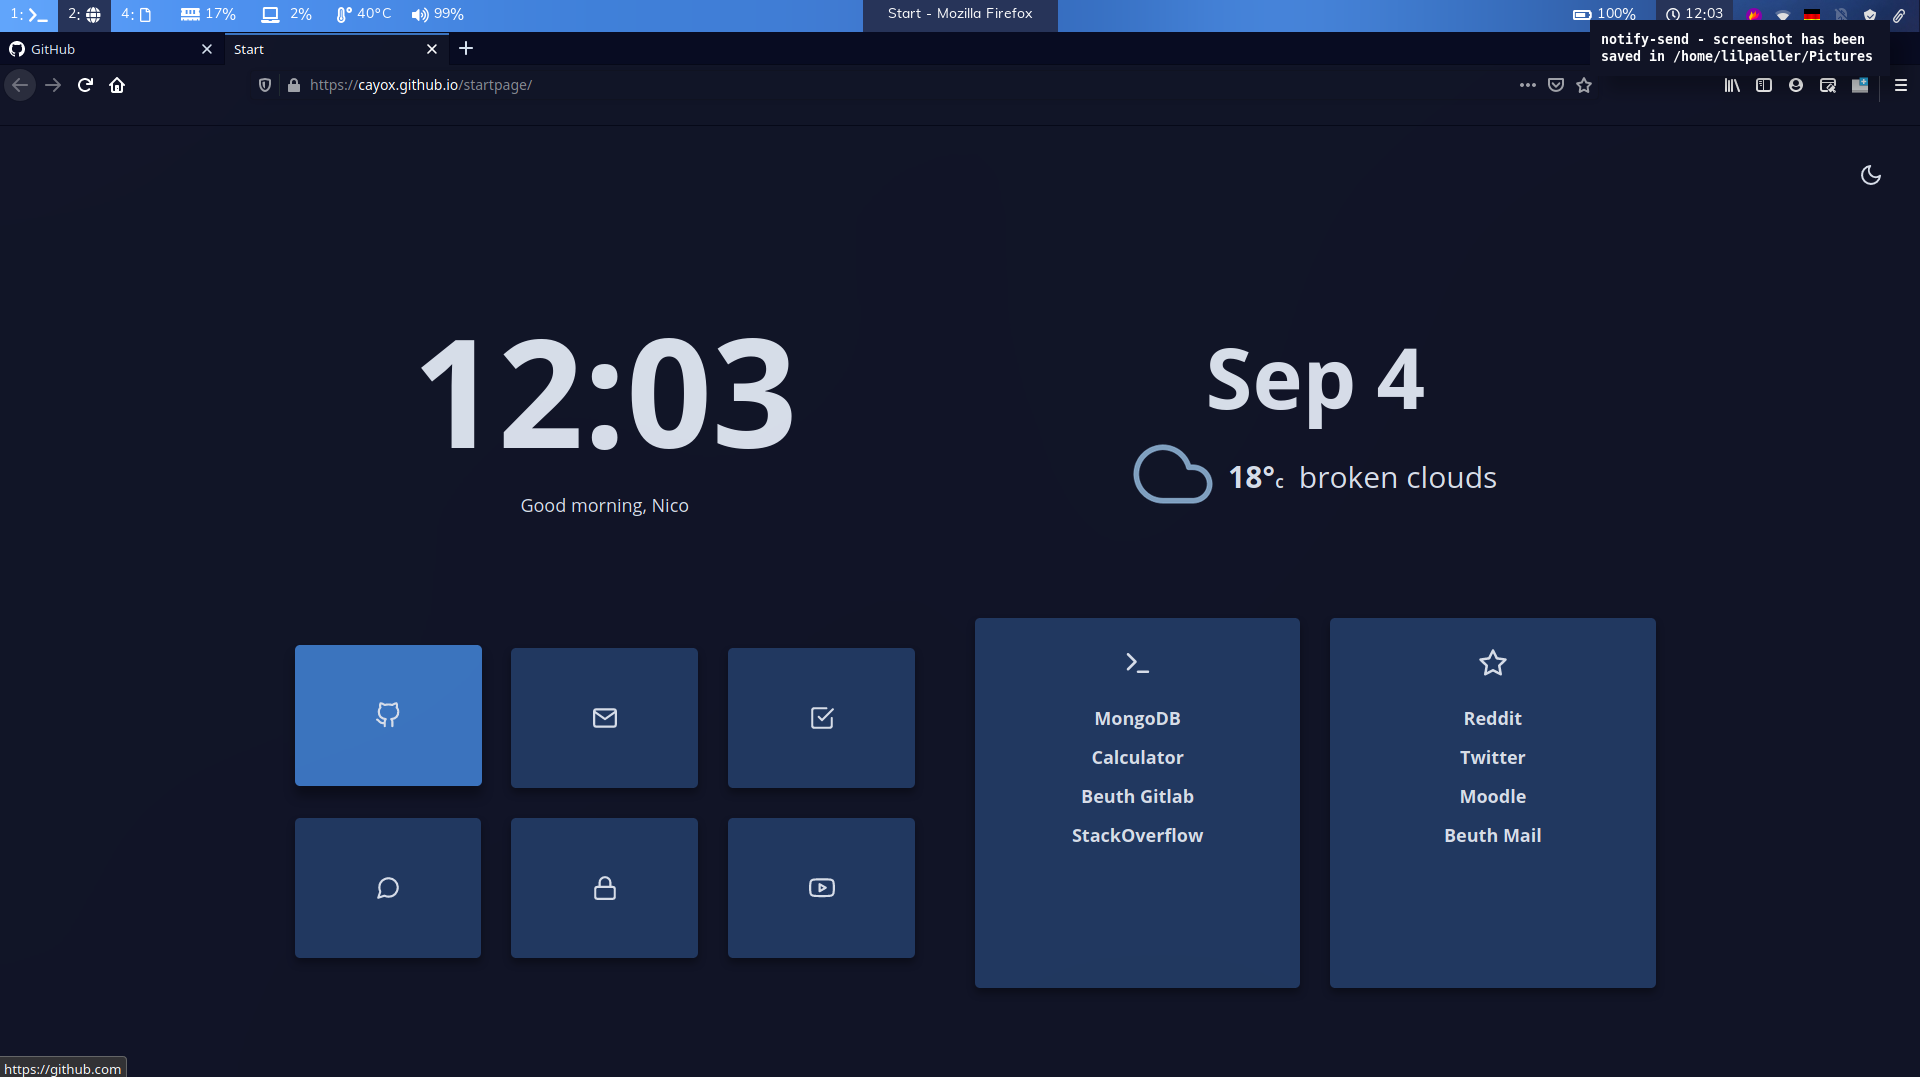 1:
2:
4:
17%
2%
40°C
99%
Start - Mozilla Firefox
100%
12:03
GitHub
Start
notify-send - screenshot has been
saved in /home/lilpaeller/Pictures
https://cayox.github.io/startpage/
12:03
Good morning, Nico
Sep 4
18°c broken clouds
MongoDB
Calculator
Beuth Gitlab
StackOverflow
Reddit
Twitter
Moodle
Beuth Mail
https://github.com